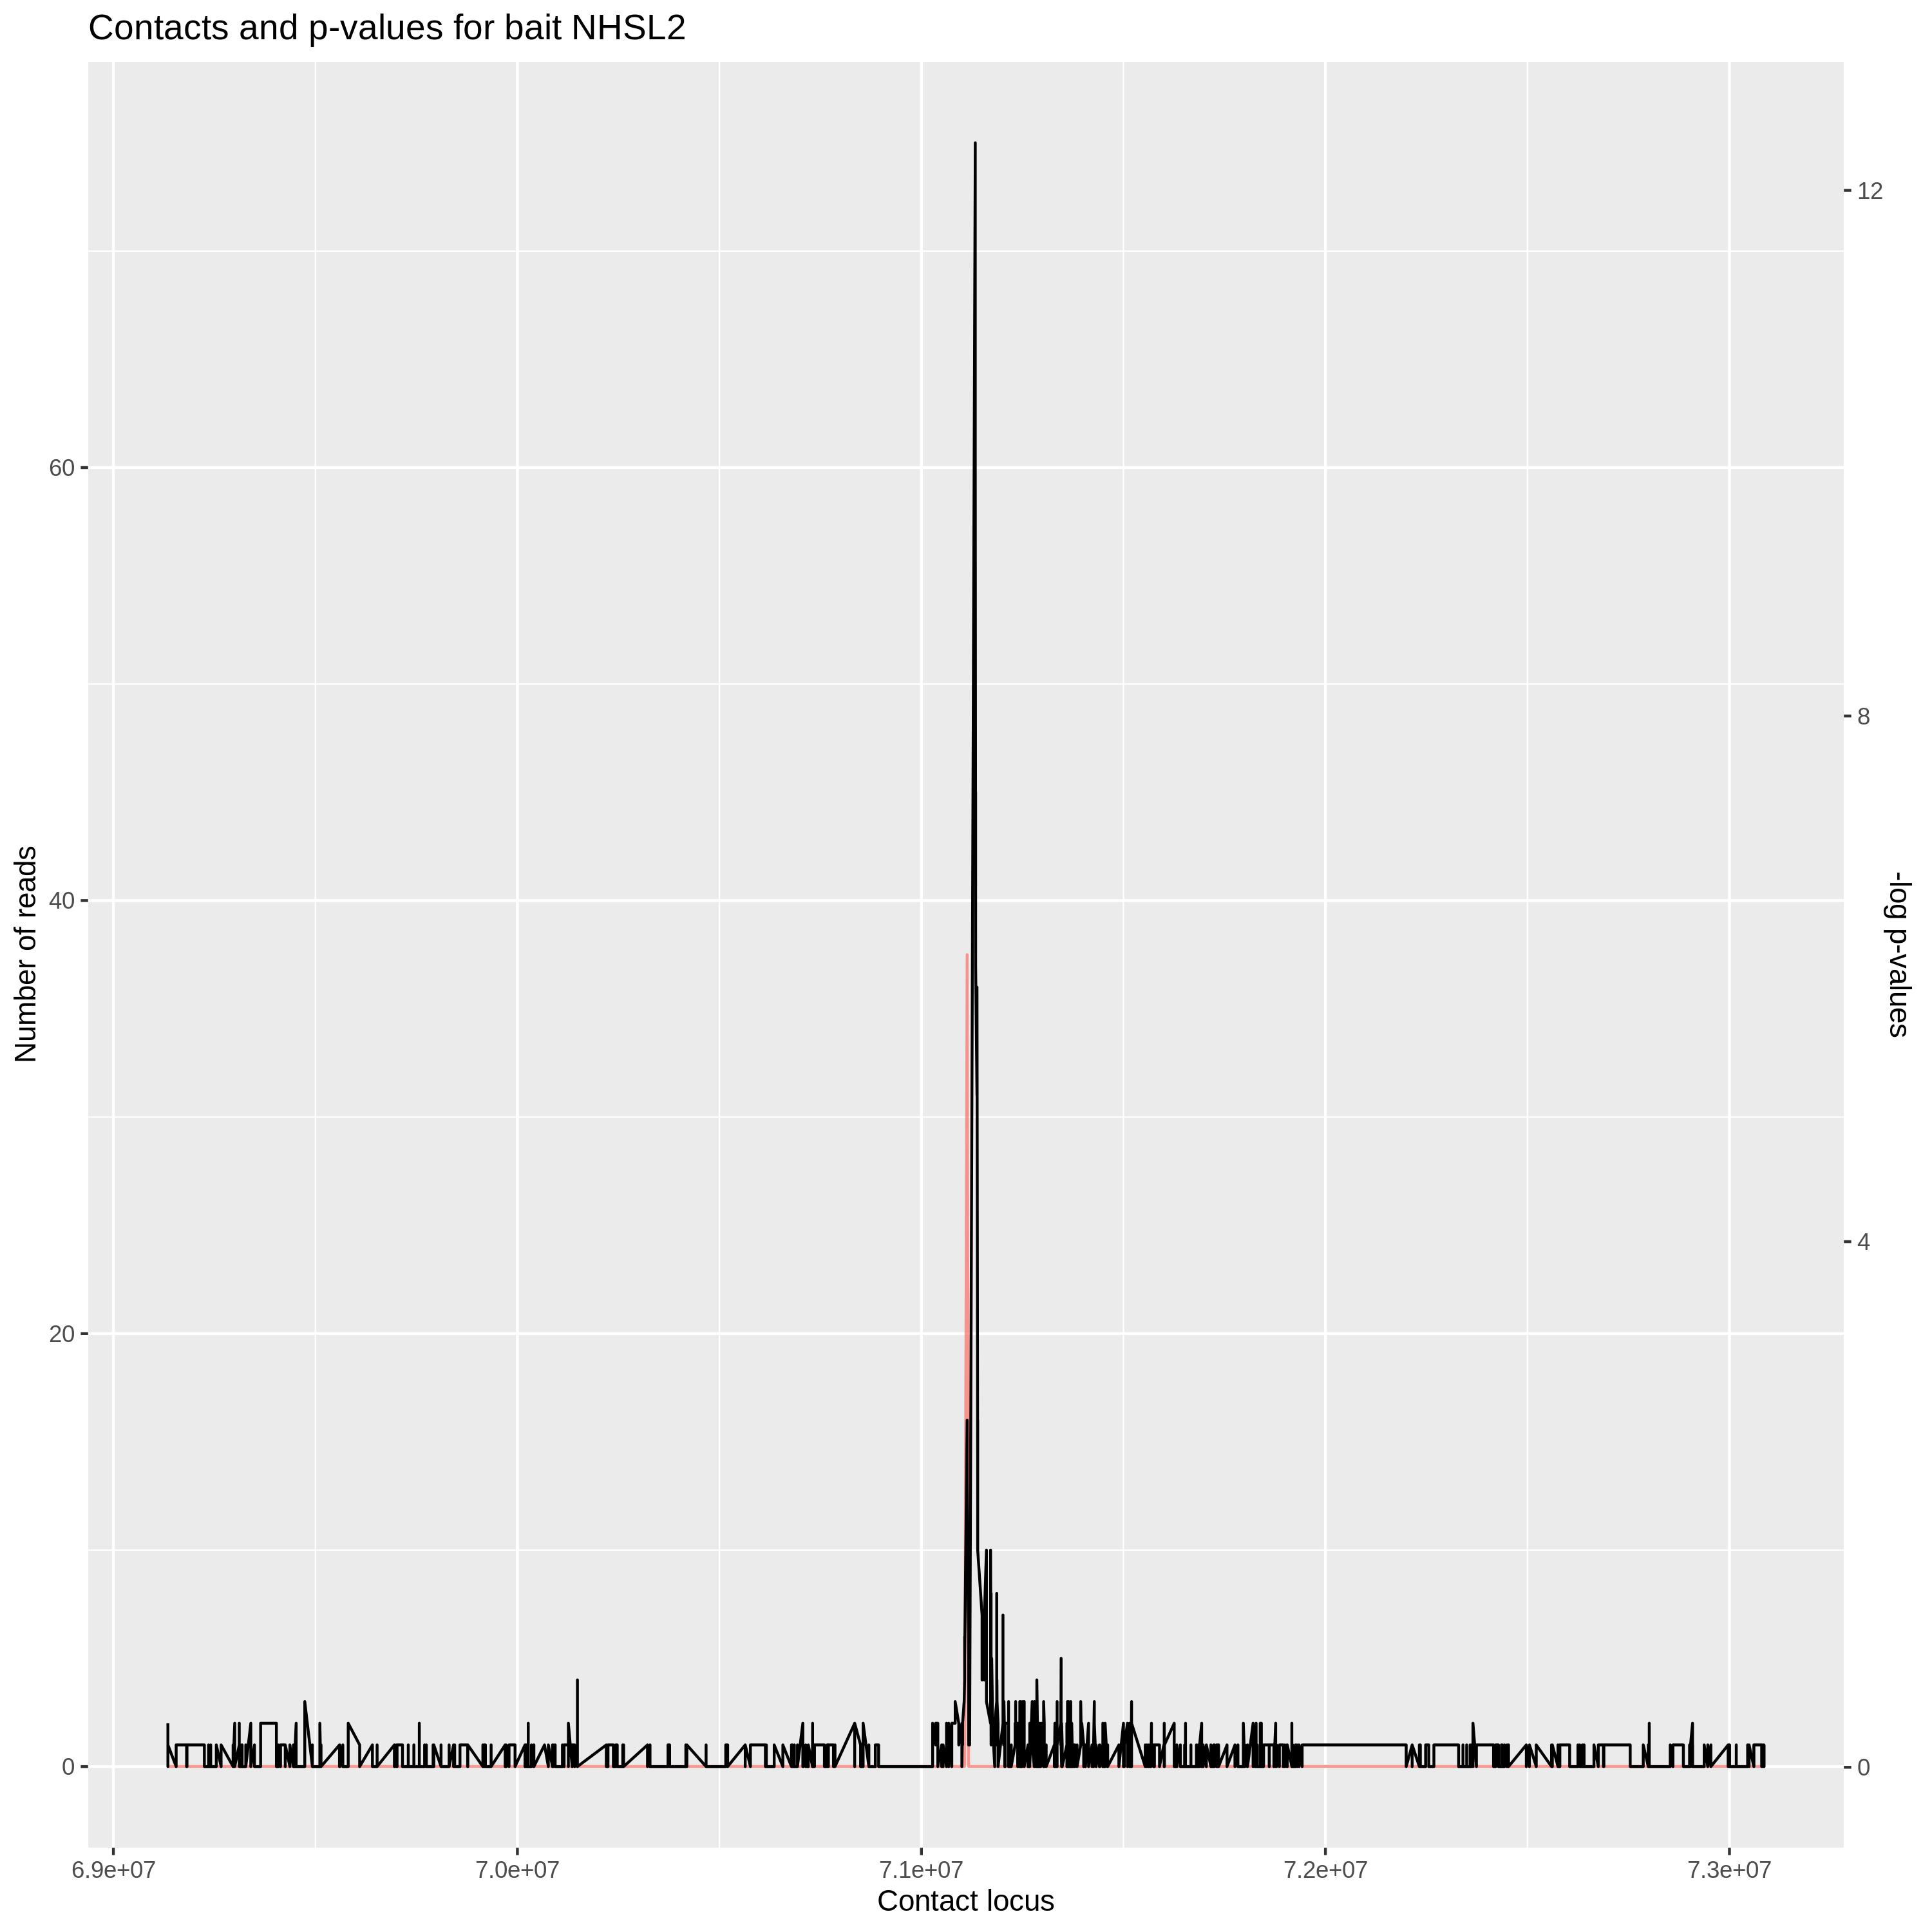 Contacts and p-values for bait NHSL2
12
60
8
40
Number of reads
-log p-values
4
20
0
0
6.9e+07
7.0e+07
7.1e+07
7.2e+07
7.3e+07
Contact locus